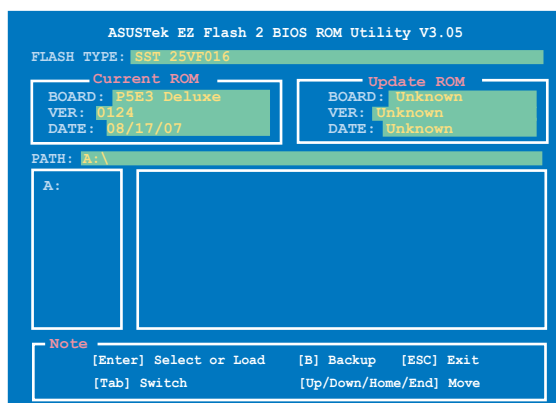 ASUSTek EZ Flash 2 BIOS ROM Utility V3.05
FLASH TYPE: SST 25VF016
Current ROM
BOARD: P5E3 Deluxe
VER: 0124
DATE: 08/17/07
Update ROM
BOARD: Unknown
VER: Unknown
DATE: Unknown
PATH: A:\
A:
Note
[Enter] Select or Load [B] Backup [ESC] Exit
[Tab] Switch [Up/Down/Home/End] Move